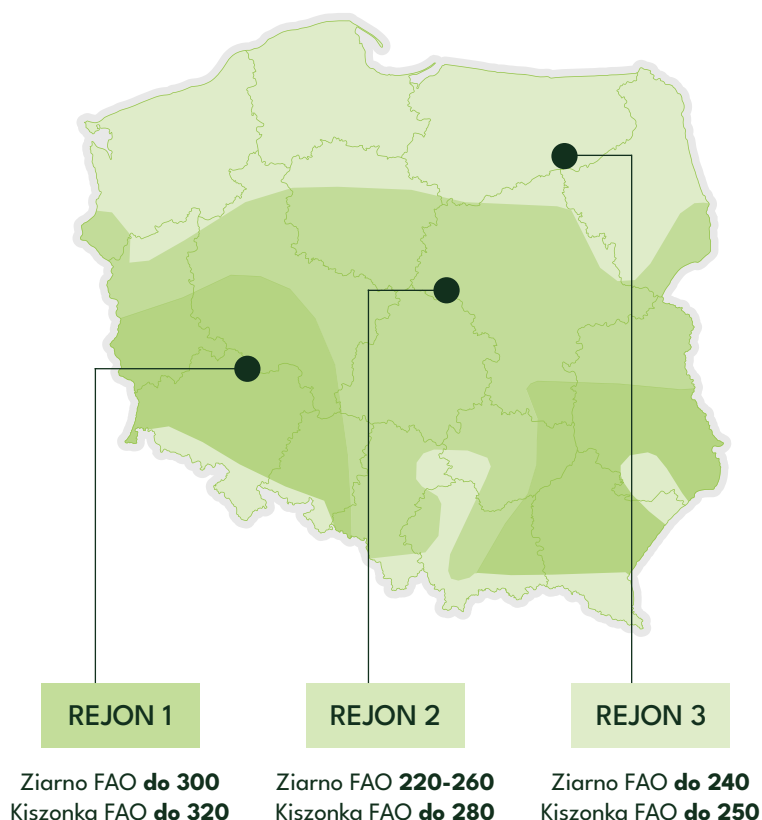 REJON 1
Ziarno FAO do 300
Kiszonka FAO do 320
REJON 2
Ziarno FAO 220-260
Kiszonka FAO do 280
REJON 3
Ziarno FAO do 240
Kiszonka FAO do 250